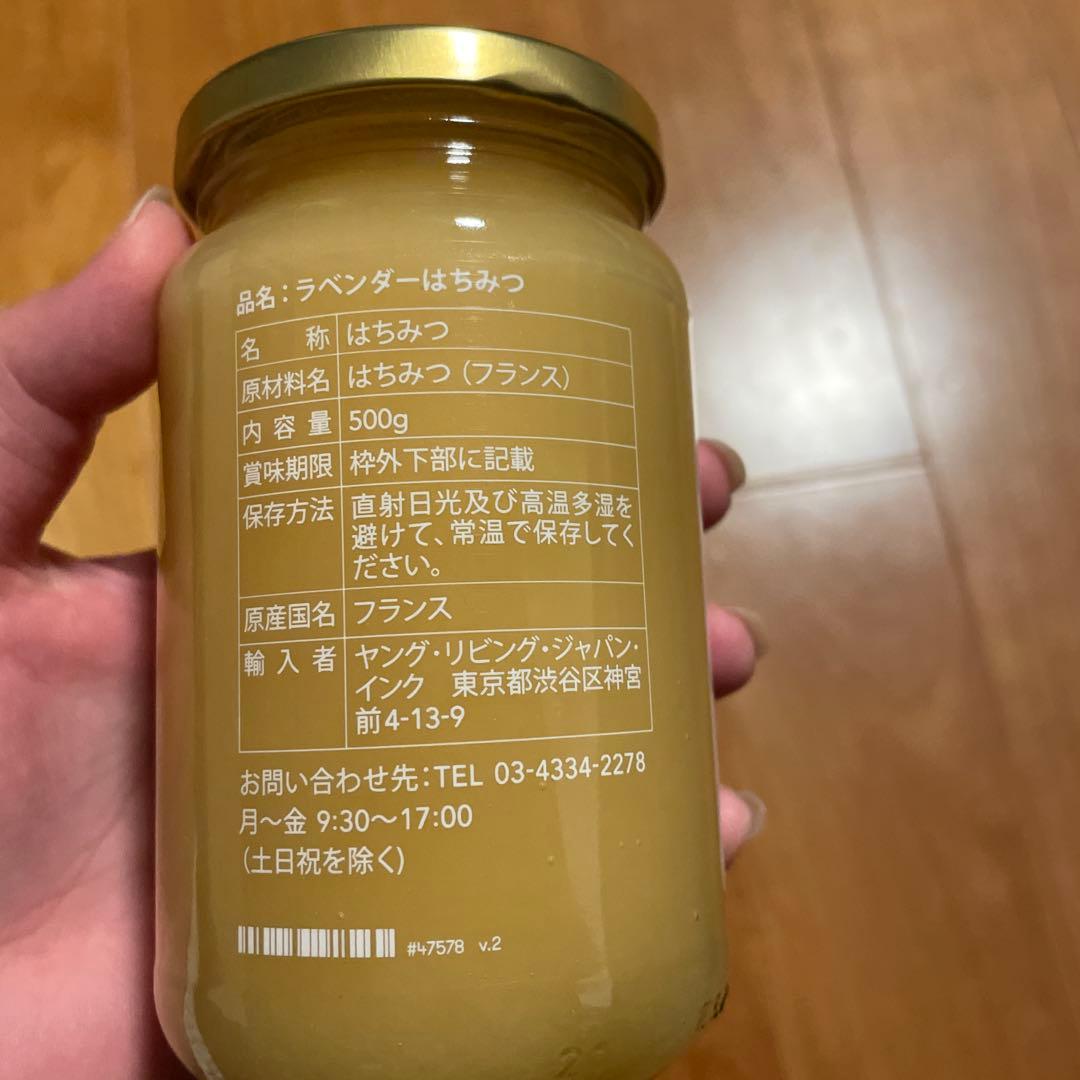 品名：ラベンダーはちみつ
名称 はちみつ
原材料名 はちみつ（フランス）
内容量 500g
賞味期限 枠外下部に記載
保存方法 直射日光及び高温多湿を
避けて、常温で保存してく
ださい。
原産国名 フランス
輸入者 ヤング・リビング・ジャパン・
インク 東京都渋谷区神宮
前4-13-9
お問い合わせ先：TEL 03-4334-2278
月～金 9:30～17:00
（土日祝を除く）
#47578 v.2